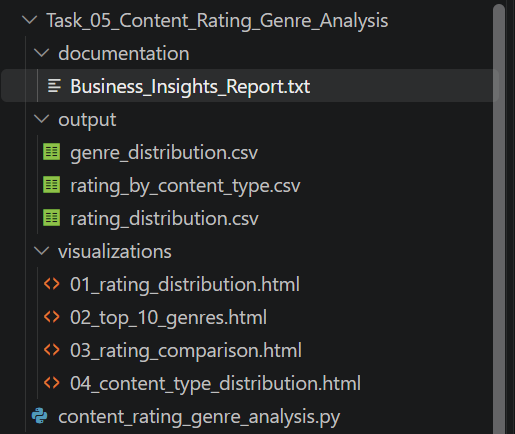 Task_05_Content_Rating_Genre_Analysis
documentation
Business_Insights_Report.txt
output
genre_distribution.csv
rating_by_content_type.csv
rating_distribution.csv
visualizations
01_rating_distribution.html
02_top_10_genres.html
03_rating_comparison.html
04_content_type_distribution.html
content_rating_genre_analysis.py